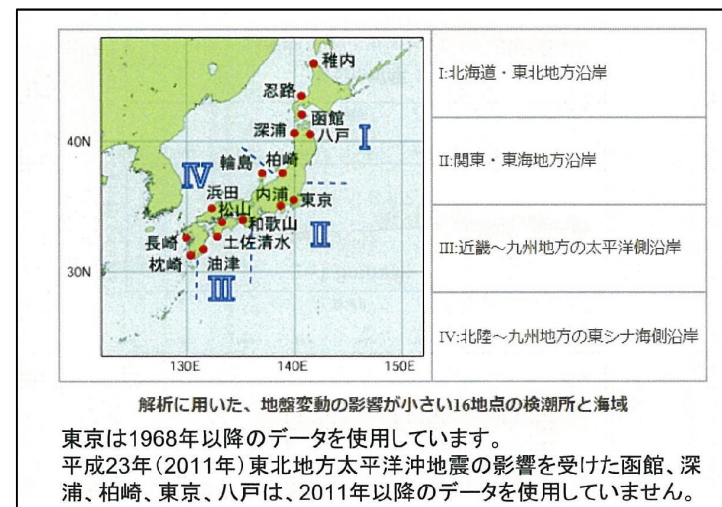 稚内
忍路
函館
深浦
八戸
I
40N
輪島
柏崎
IV
浜田
内浦
東京
松山
和歌山
II
長崎
土佐清水
枕崎
油津
30N
III
130E
140E
150E
I:北海道・東北地方沿岸
II:関東・東海地方沿岸
III:近畿~九州地方の太平洋側沿岸
IV:北陸~九州地方の東シナ海側沿岸
解析に用いた、地盤変動の影響が小さい16地点の検潮所と海域
東京は1968年以降のデータを使用しています。
平成23年(2011年)東北地方太平洋沖地震の影響を受けた函館、深
浦、柏崎、東京、八戸は、2011年以降のデータを使用していません。